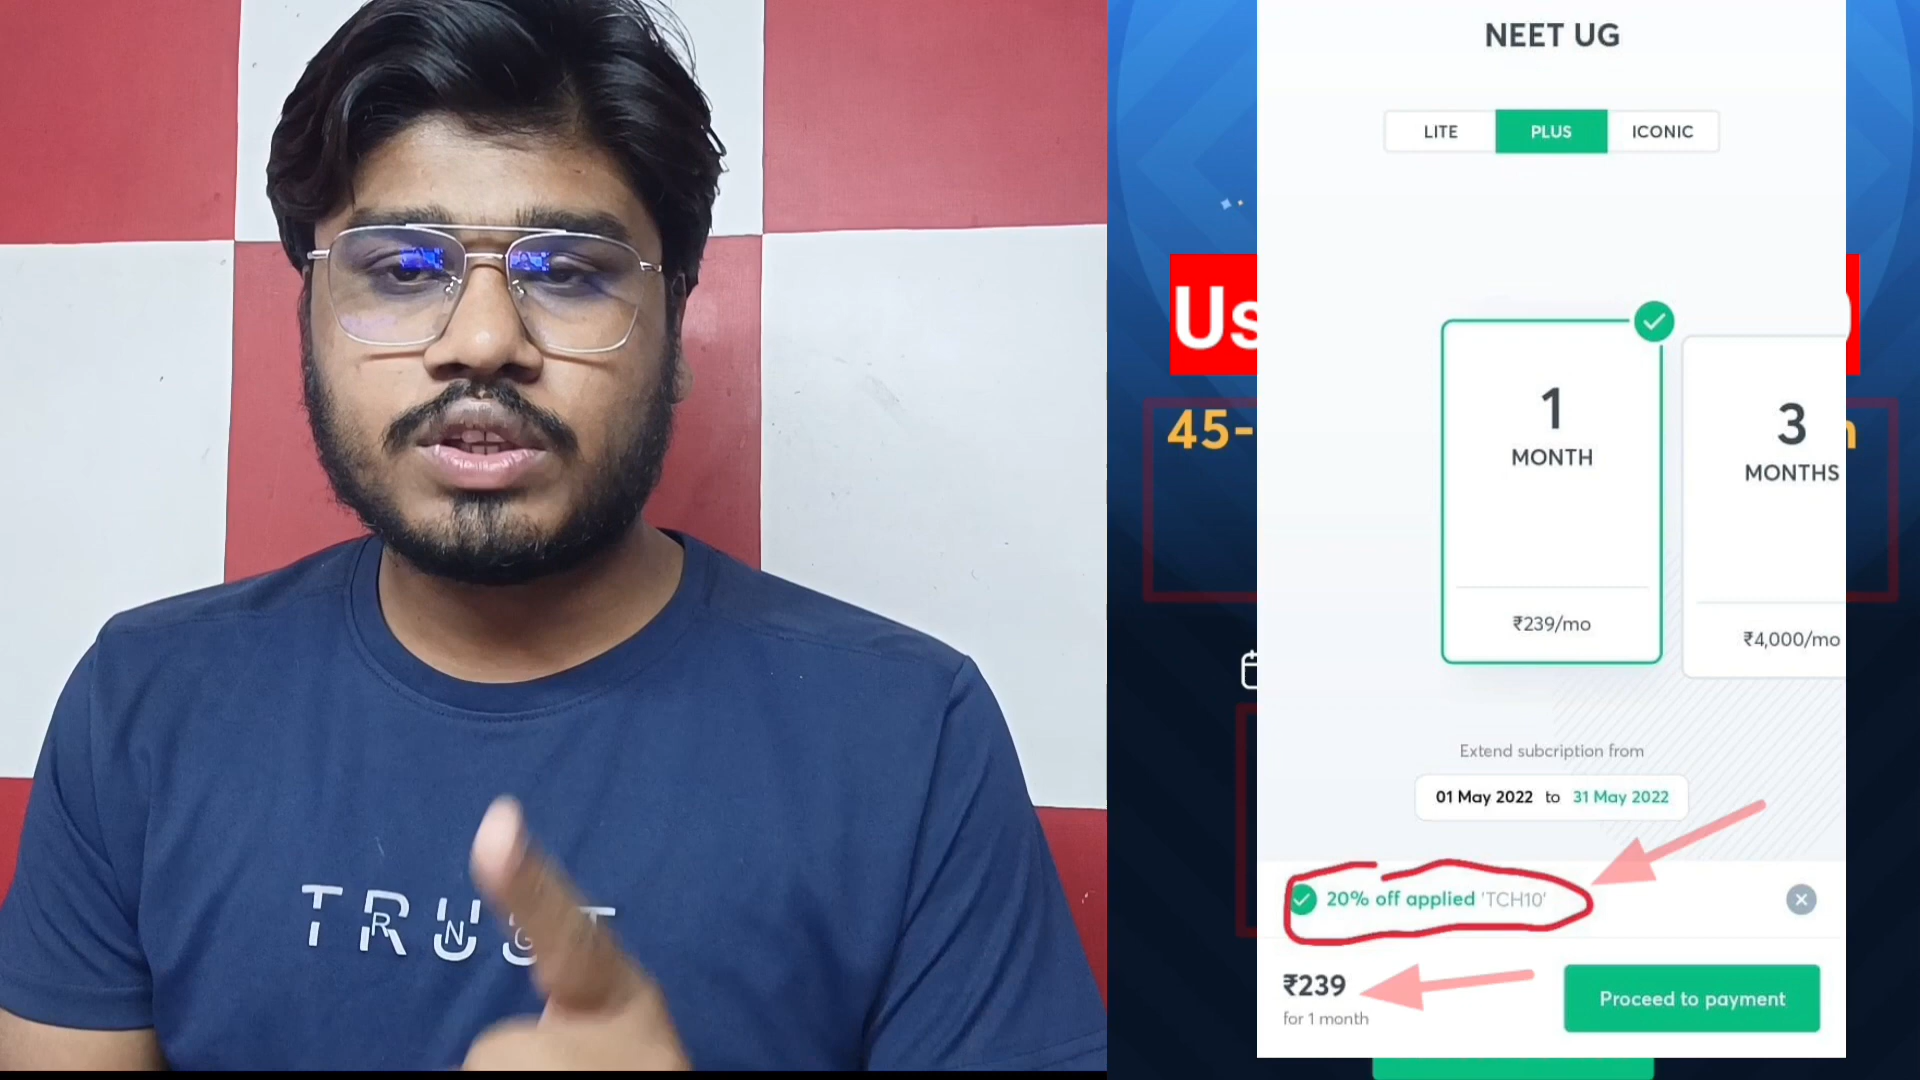 NEET UG
LITE PLUS ICONIC
Us
45-
1
MONTH
₹239/mo
3
MONTHS
₹4,000/mo
Extend subcription from
01 May 2022 to 31 May 2022
20% off applied 'TCH10'
₹239
for 1 month
Proceed to payment
TRUST